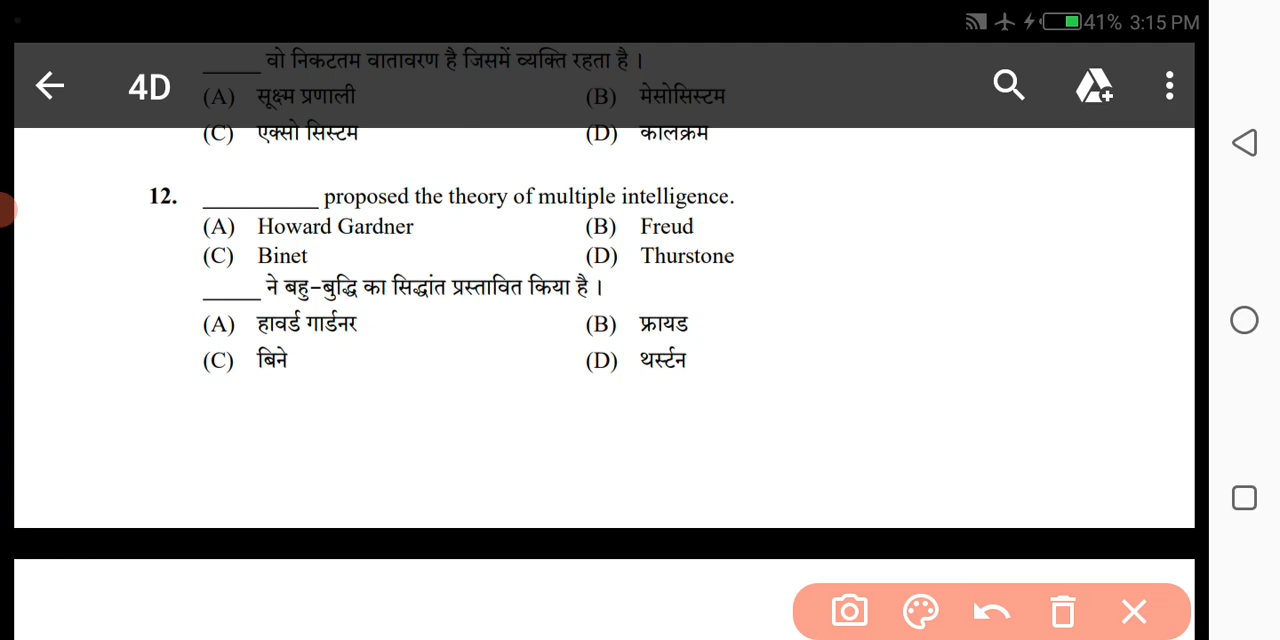 41% 3:15 PM
_____ वो निकटतम वातावरण है जिसमें व्यक्ति रहता है ।
4D
(A) सूक्ष्म प्रणाली (B) मेसोसिस्टम
(C) एक्सो सिस्टम (D) कालक्रम
12. __________ proposed the theory of multiple intelligence.
(A) Howard Gardner (B) Freud
(C) Binet (D) Thurstone
_____ ने बहु-बुद्धि का सिद्धांत प्रस्तावित किया है ।
(A) हावर्ड गार्डनर (B) फ्रायड
(C) बिने (D) थर्स्टन